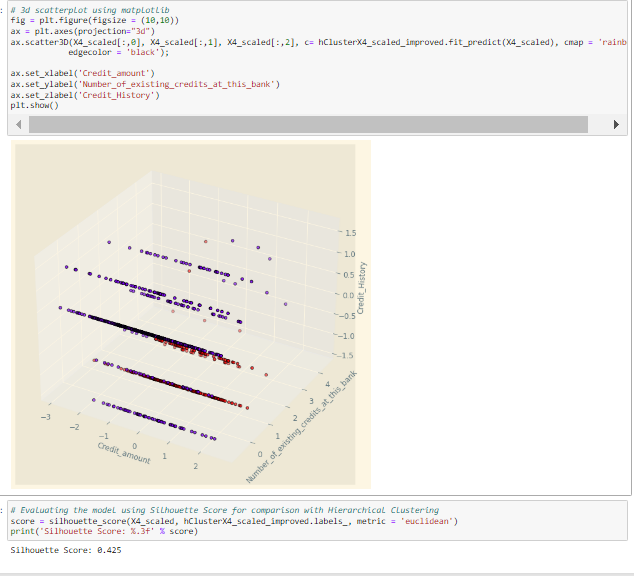 # 3d scatterplot using matplotlib
fig = plt.figure(figsize = (10,10))
ax = plt.axes(projection="3d")
ax.scatter3D(X4_scaled[:,0], X4_scaled[:,1], X4_scaled[:,2], c= hClusterX4_scaled_improved.fit_predict(X4_scaled), cmap = 'rainb
edgecolor = 'black');
ax.set_xlabel('Credit_amount')
ax.set_ylabel('Number_of_existing_credits_at_this_bank')
ax.set_zlabel('Credit_History')
plt.show()
1.5
1.0
0.5
0.0
−0.5
−1.0
−1.5
Credit_History
4
3
2
1
0
Number_of_existing_credits_at_this_bank
−3
−2
−1
0
1
2
Credit_amount
# Evaluating the model using Silhouette Score for comparison with Hierarchical Clustering
score = silhouette_score(X4_scaled, hClusterX4_scaled_improved.labels_, metric = 'euclidean')
print('Silhouette Score: %.3f' % score)
Silhouette Score: 0.425